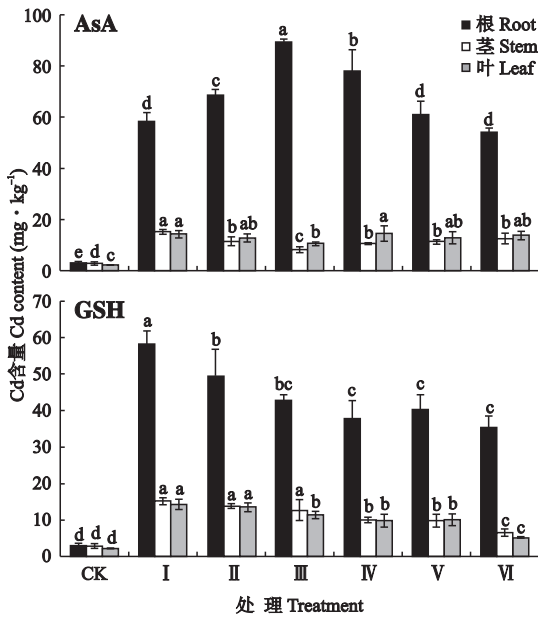 AsA
根 Root
茎 Stem
叶 Leaf
100
80
60
40
20
0
e d c
d a a
c b ab
a c b
b b a
d b ab
d b ab
Cd含量 Cd content (mg·kg⁻¹)
GSH
70
60
50
40
30
20
10
0
d d d
a a a
b a a
bc a b
c b b
c b b
c c c
CK I II III IV V VI
处 理 Treatment